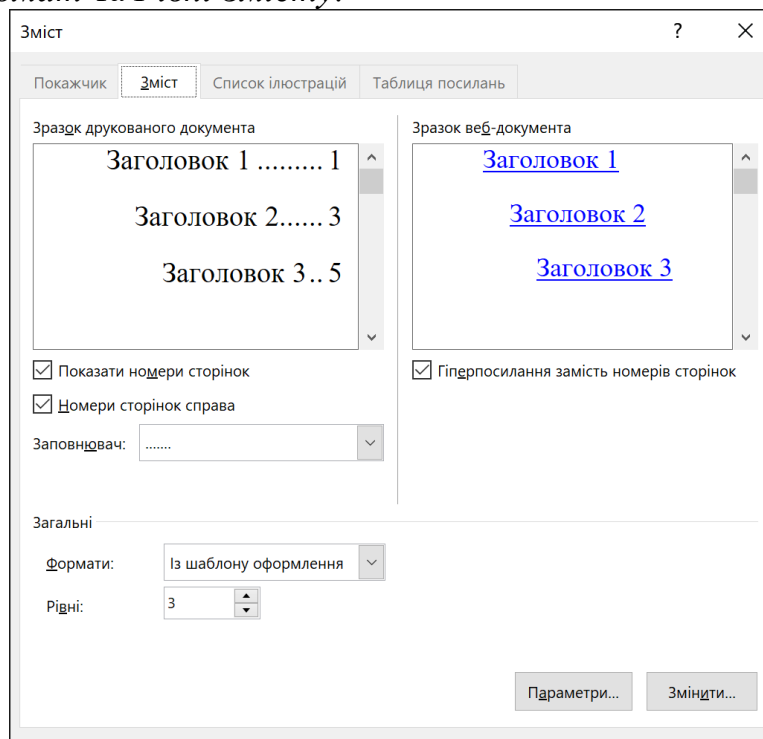 Зміст ?
Покажчик Зміст Список ілюстрацій Таблиця посилань
Зразок друкованого документа
Заголовок 1 ......... 1
Заголовок 2...... 3
Заголовок 3.. 5
Зразок веб-документа
Заголовок 1
Заголовок 2
Заголовок 3
Показати номери сторінок
Номери сторінок справа
Заповнювач: .......
Гіперпосилання замість номерів сторінок
Загальні
Формати: Із шаблону оформлення
Рівні: 3
Параметри... Змінити...